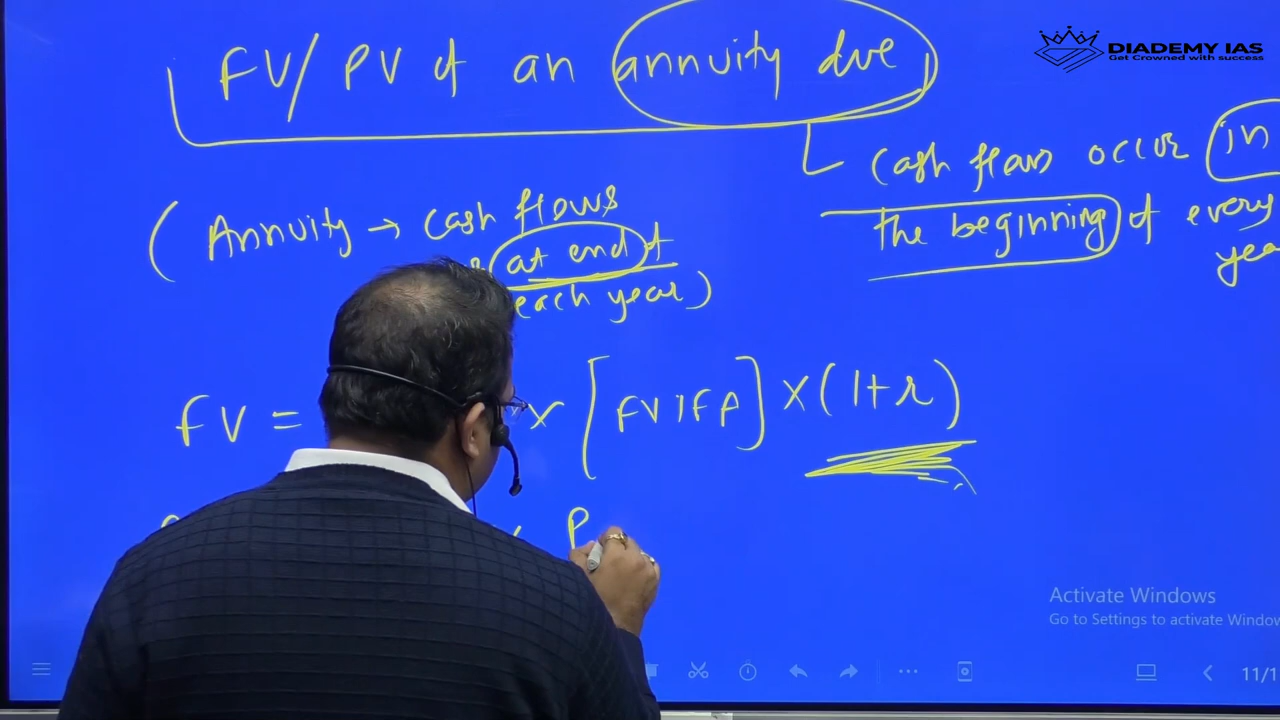 DIADEMY IAS
Get Crowned with success
FV/ PV of an annuity due
Cash flows occur in
the beginning of every
year
(Annuity → Cash flows
at end of
each year)
FV = × [FVIFA] × (1+r)
× P
Activate Windows
Go to Settings to activate Window
11/1